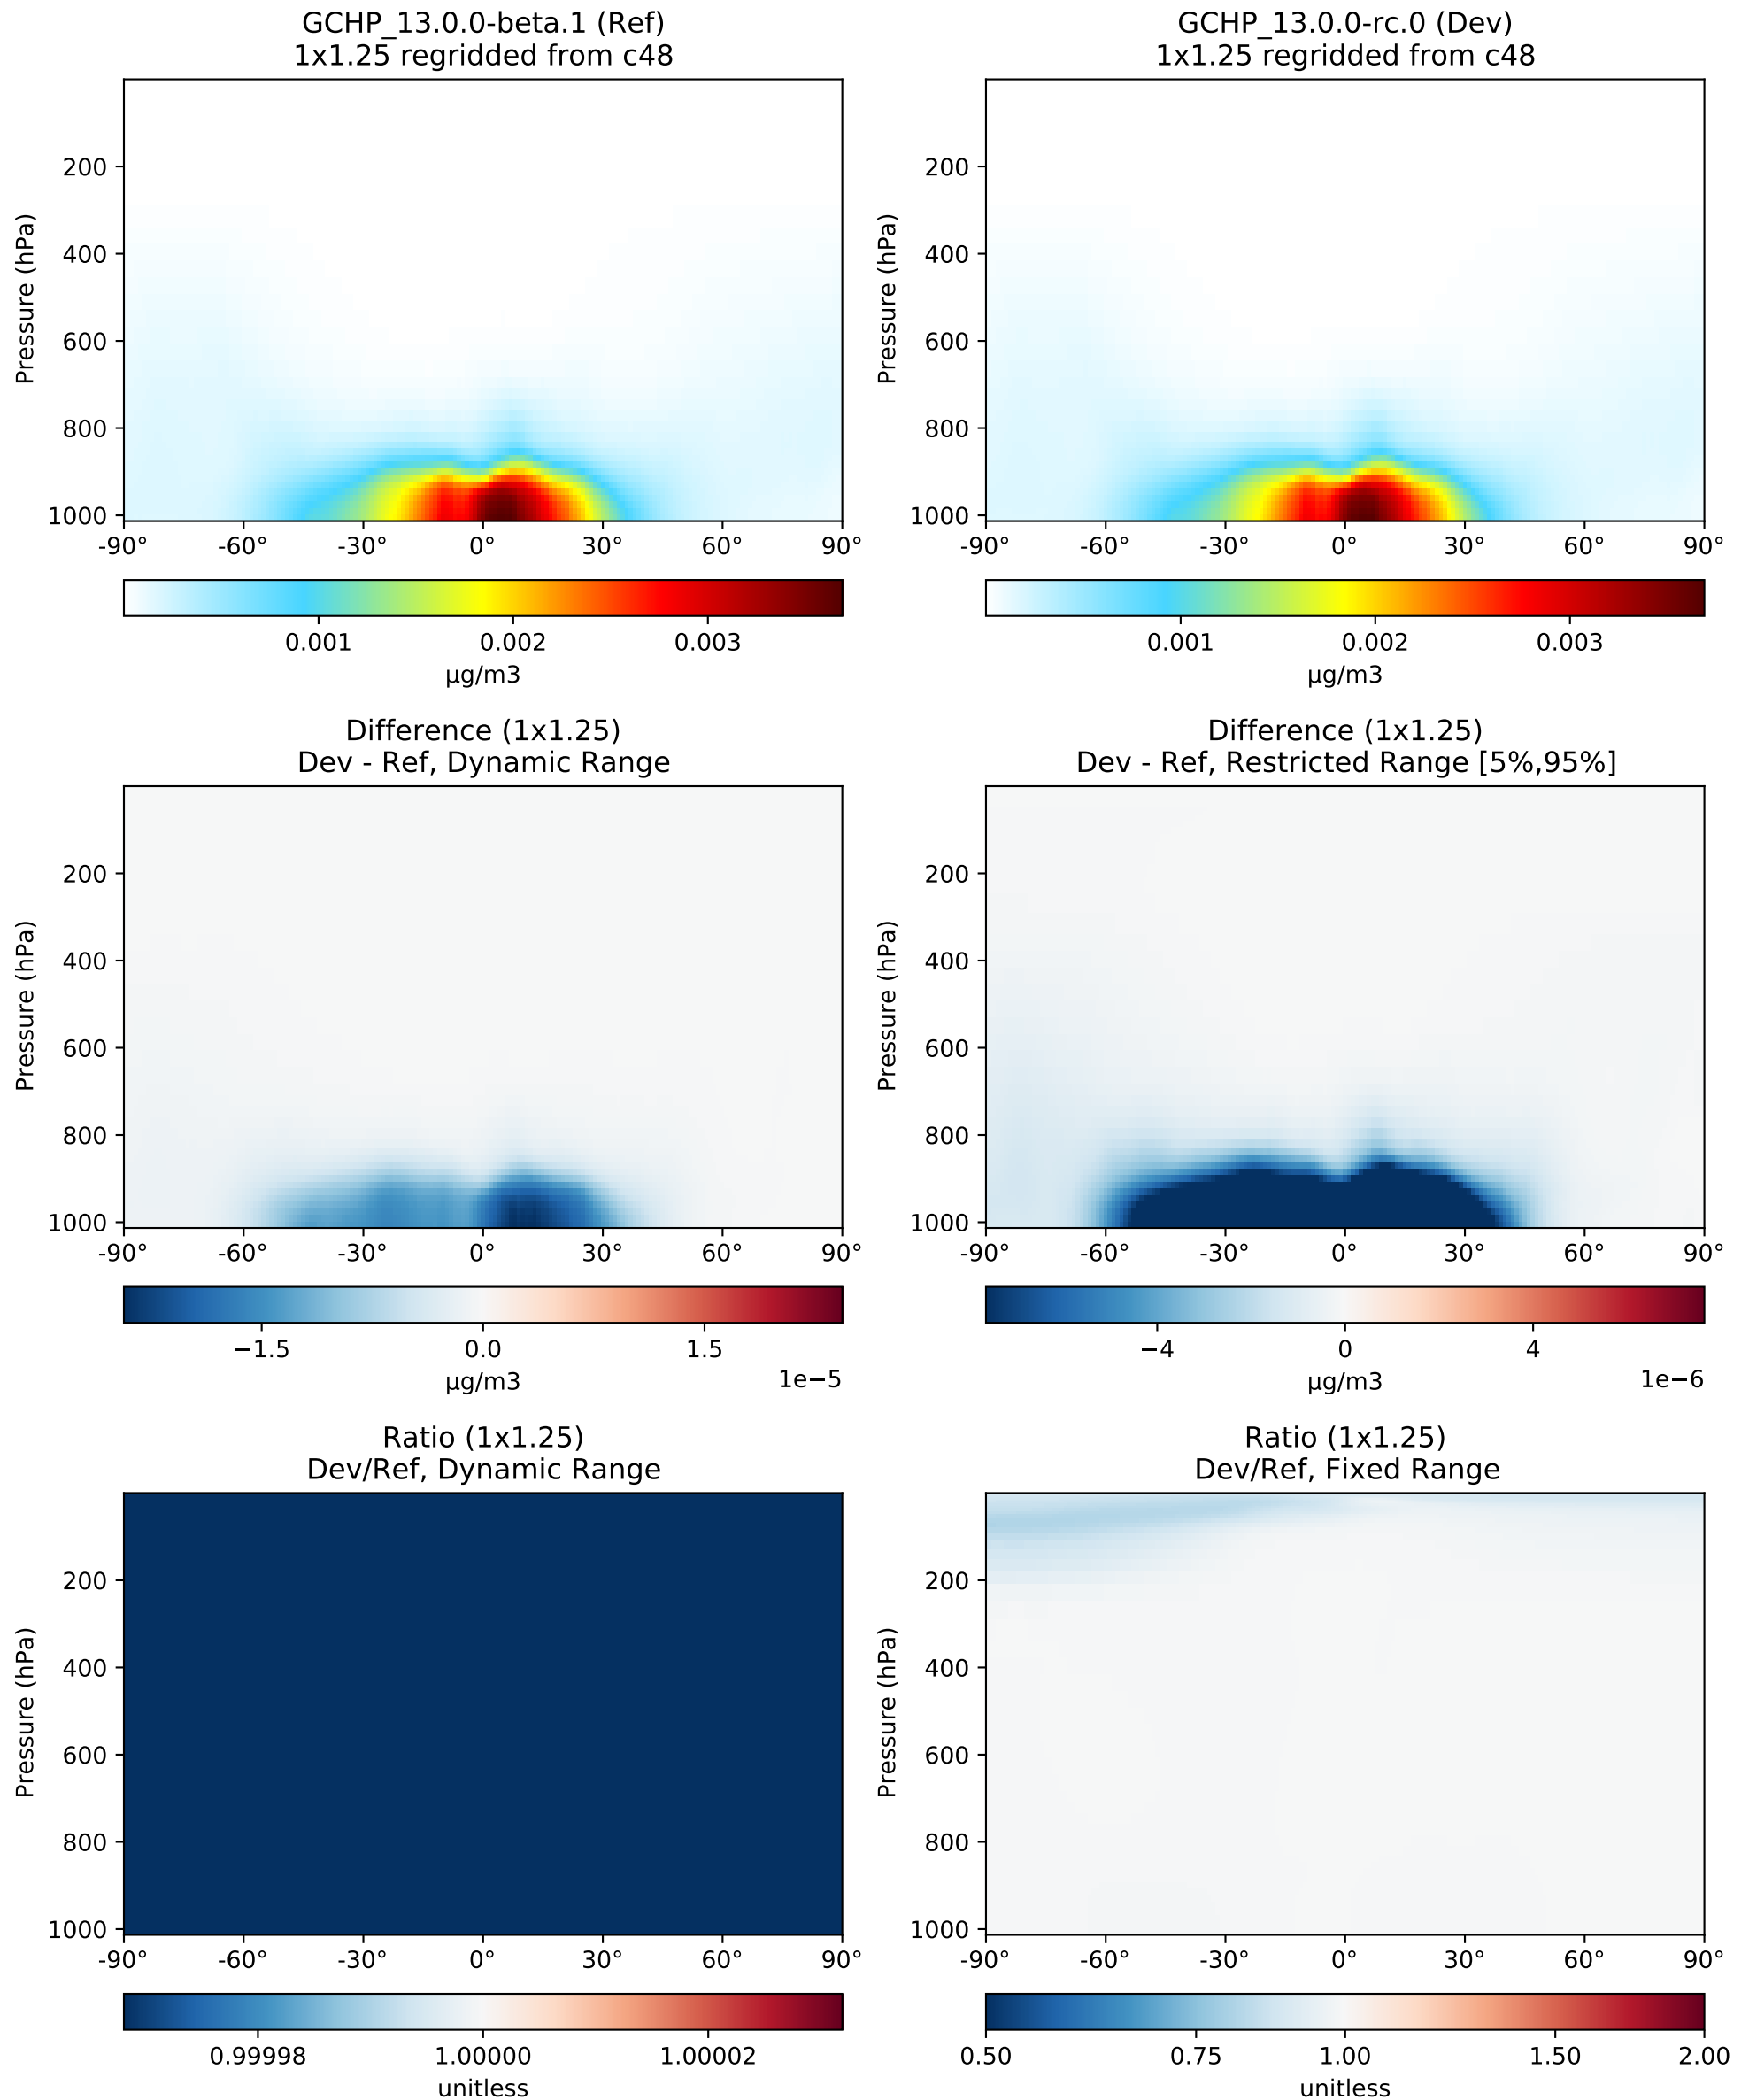 GCHP_13.0.0-beta.1 (Ref)
1x1.25 regridded from c48
Pressure (hPa)
200
400
600
800
1000
-90° -60° -30° 0° 30° 60° 90°
0.001 0.002 0.003
µg/m3
GCHP_13.0.0-rc.0 (Dev)
1x1.25 regridded from c48
Pressure (hPa)
200
400
600
800
1000
-90° -60° -30° 0° 30° 60° 90°
0.001 0.002 0.003
µg/m3
Difference (1x1.25)
Dev - Ref, Dynamic Range
Pressure (hPa)
200
400
600
800
1000
-90° -60° -30° 0° 30° 60° 90°
−1.5 0.0 1.5
µg/m3 1e−5
Difference (1x1.25)
Dev - Ref, Restricted Range [5%,95%]
Pressure (hPa)
200
400
600
800
1000
-90° -60° -30° 0° 30° 60° 90°
−4 0 4
µg/m3 1e−6
Ratio (1x1.25)
Dev/Ref, Dynamic Range
Pressure (hPa)
200
400
600
800
1000
-90° -60° -30° 0° 30° 60° 90°
0.99998 1.00000 1.00002
unitless
Ratio (1x1.25)
Dev/Ref, Fixed Range
Pressure (hPa)
200
400
600
800
1000
-90° -60° -30° 0° 30° 60° 90°
0.50 0.75 1.00 1.50 2.00
unitless